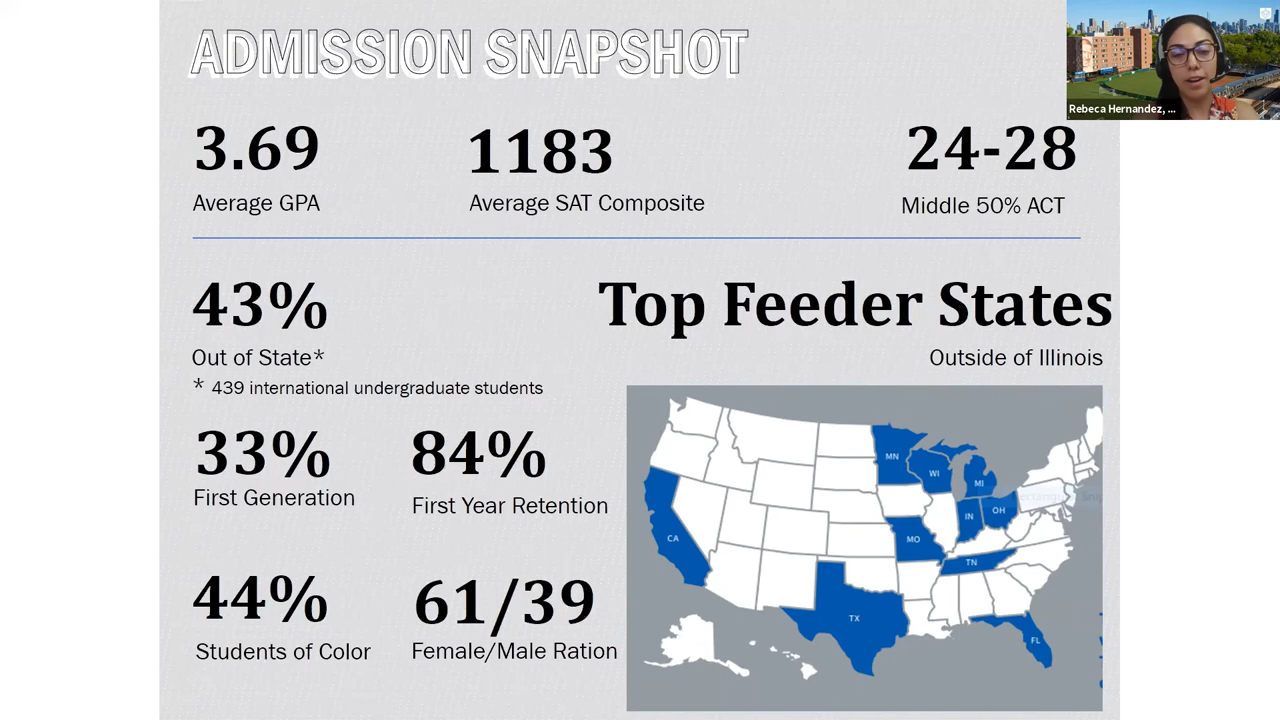 ADMISSION SNAPSHOT
Rebeca Hernandez, ...
3.69
Average GPA
1183
Average SAT Composite
24-28
Middle 50% ACT
43%
Out of State*
* 439 international undergraduate students
Top Feeder States
Outside of Illinois
33%
First Generation
84%
First Year Retention
44%
Students of Color
61/39
Female/Male Ration
MN
WI
MI
IN
OH
CA
MO
TN
TX
FL